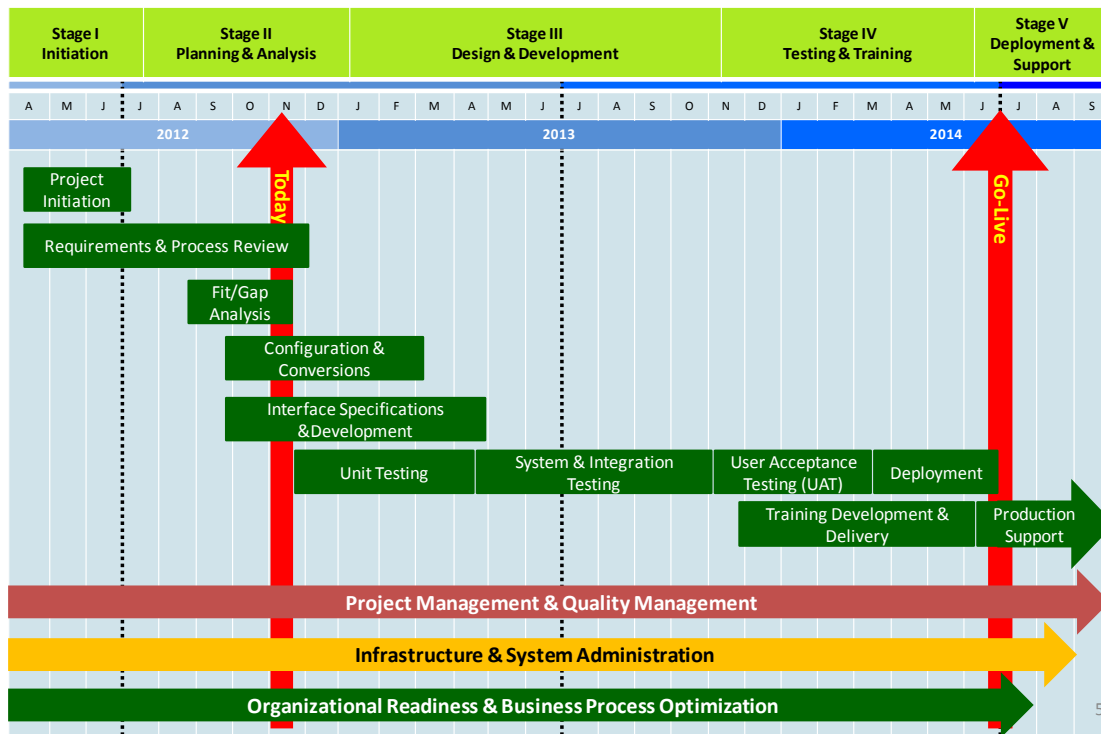 Stage I
Initiation
Stage II
Planning & Analysis
Stage III
Design & Development
Stage IV
Testing & Training
Stage V
Deployment &
Support
A M J J A S O N D J F M A M J J A S O N D J F M A M J J A S
2012 2013 2014
Today
Go-Live
Project
Initiation
Requirements & Process Review
Fit/Gap
Analysis
Configuration &
Conversions
Interface Specifications
&Development
Unit Testing
System & Integration
Testing
User Acceptance
Testing (UAT)
Deployment
Training Development &
Delivery
Production
Support
Project Management & Quality Management
Infrastructure & System Administration
Organizational Readiness & Business Process Optimization
5